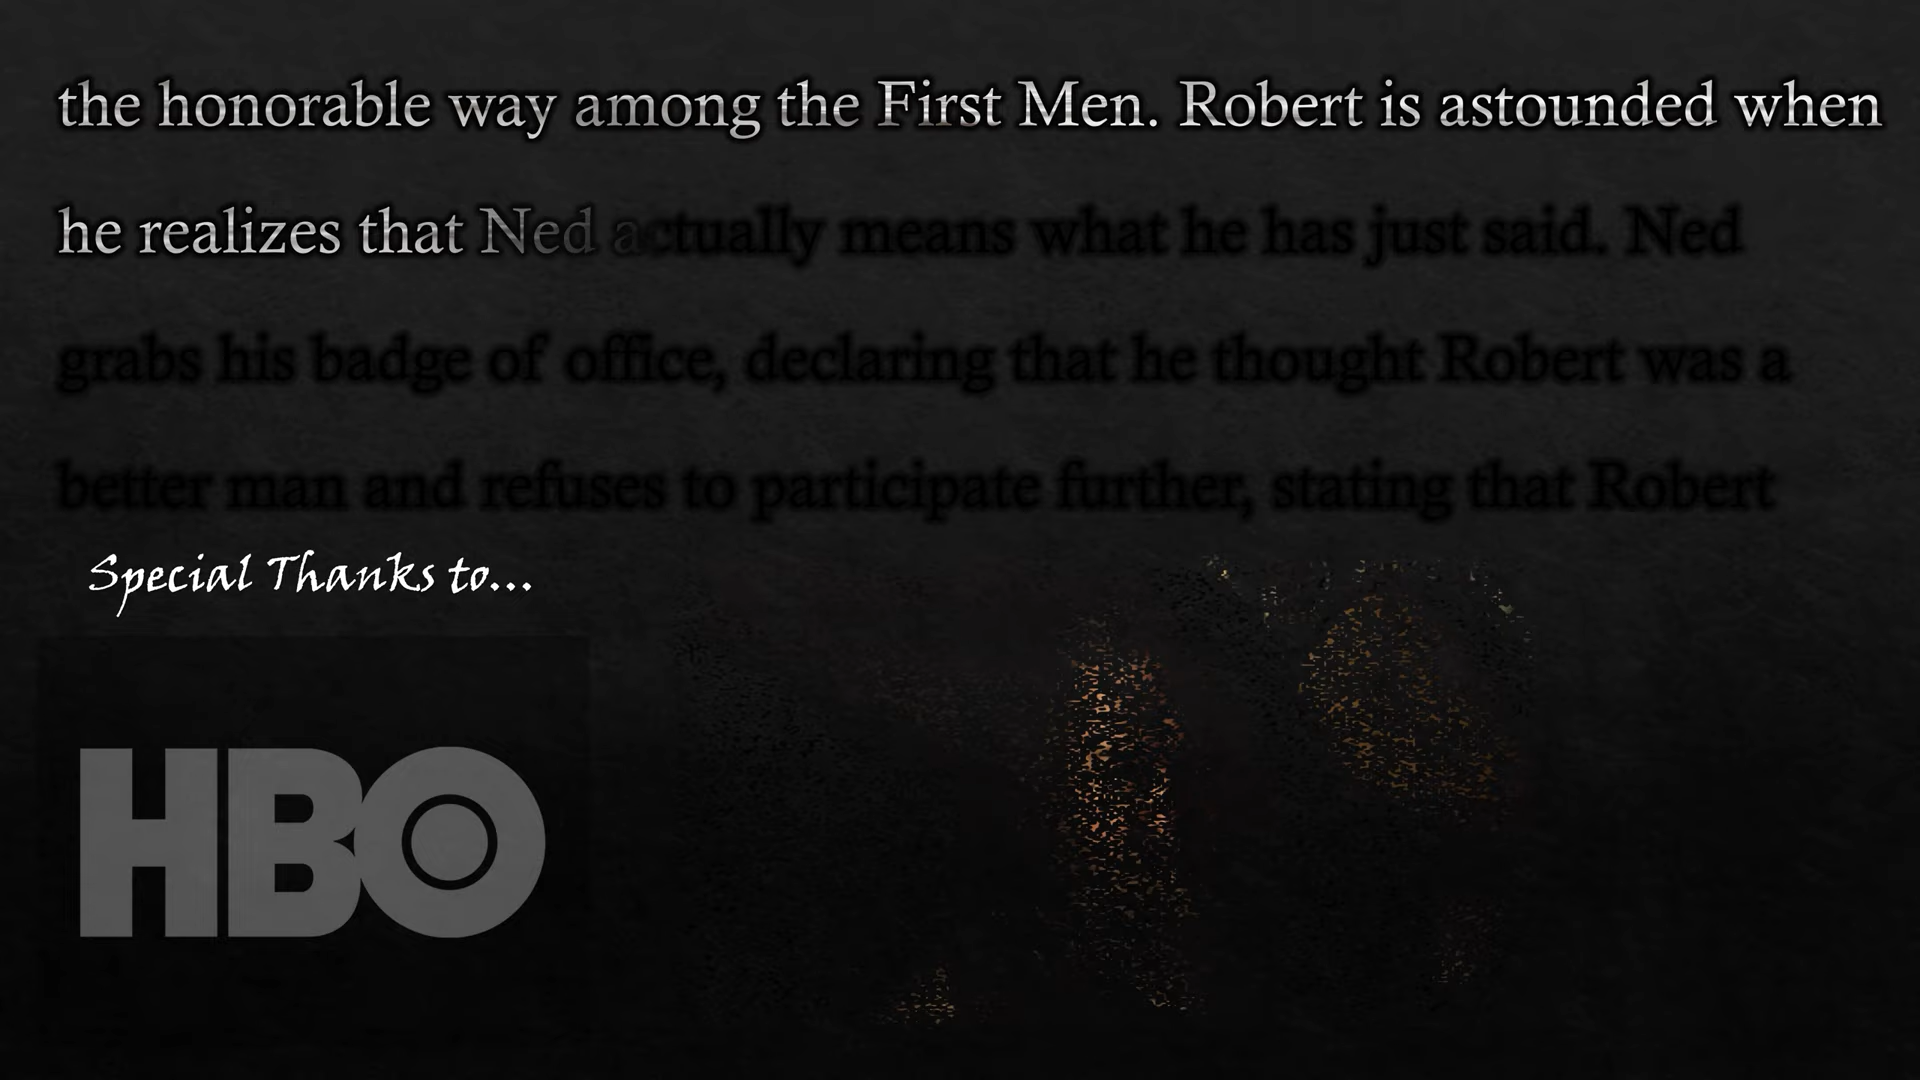 the honorable way among the First Men. Robert is astounded when
he realizes that Ned actually means what he has just said. Ned
grabs his badge of office, declaring that he thought Robert was a
better man and refuses to participate further, stating that Robert
Special Thanks to...
HBO